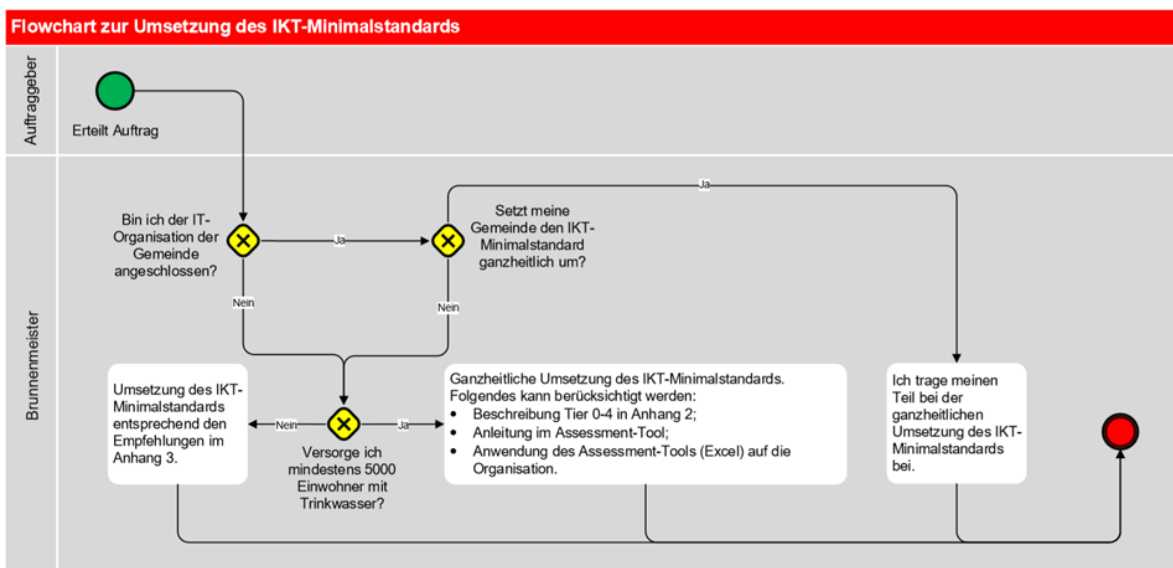 Flowchart zur Umsetzung des IKT-Minimalstandards
Auftraggeber
Erteilt Auftrag
Brunnenmeister
Bin ich der IT-
Organisation der
Gemeinde
angeschlossen?
Ja
Nein
Setzt meine
Gemeinde den IKT-
Minimalstandard
ganzheitlich um?
Ja
Nein
Umsetzung des IKT-
Minimalstandards
entsprechend den
Empfehlungen im
Anhang 3.
Nein
Ja
Versorge ich
mindestens 5000
Einwohner mit
Trinkwasser?
Ganzheitliche Umsetzung des IKT-Minimalstandards.
Folgendes kann berücksichtigt werden:
• Beschreibung Tier 0-4 in Anhang 2;
• Anleitung im Assessment-Tool;
• Anwendung des Assessment-Tools (Excel) auf die
Organisation.
Ich trage meinen
Teil bei der
ganzheitlichen
Umsetzung des IKT-
Minimalstandards
bei.